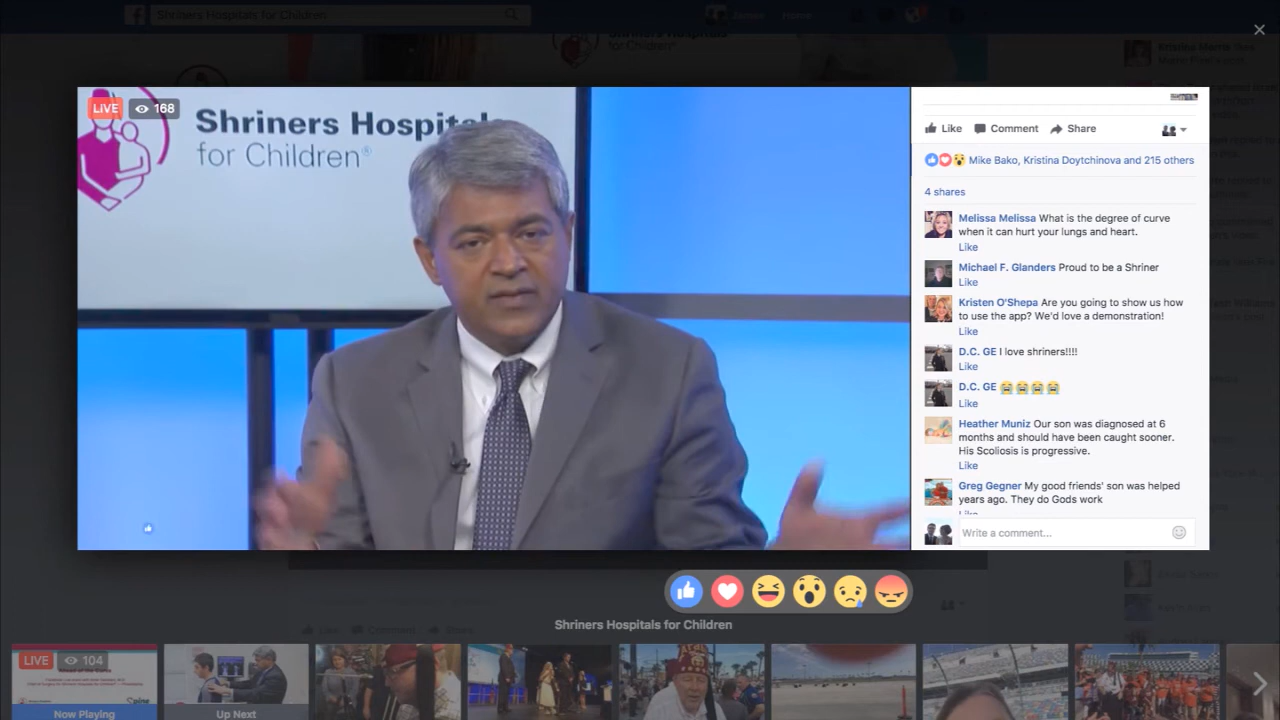 Shriners Hospitals for Children
Home
LIVE 168
Shriners Hospital
for Children®
Like Comment Share
Mike Bako, Kristina Doytchinova and 215 others
4 shares
Melissa Melissa What is the degree of curve
when it can hurt your lungs and heart.
Like
Michael F. Glanders Proud to be a Shriner
Like
Kristen O'Shepa Are you going to show us how
to use the app? We'd love a demonstration!
Like
D.C. GE I love shriners!!!!
Like
D.C. GE 😭😭😭😭
Like
Heather Muniz Our son was diagnosed at 6
months and should have been caught sooner.
His Scoliosis is progressive.
Like
Greg Gegner My good friends' son was helped
years ago. They do Gods work
Like
Write a comment...
Shriners Hospitals for Children
LIVE 104
Now Playing
Up Next